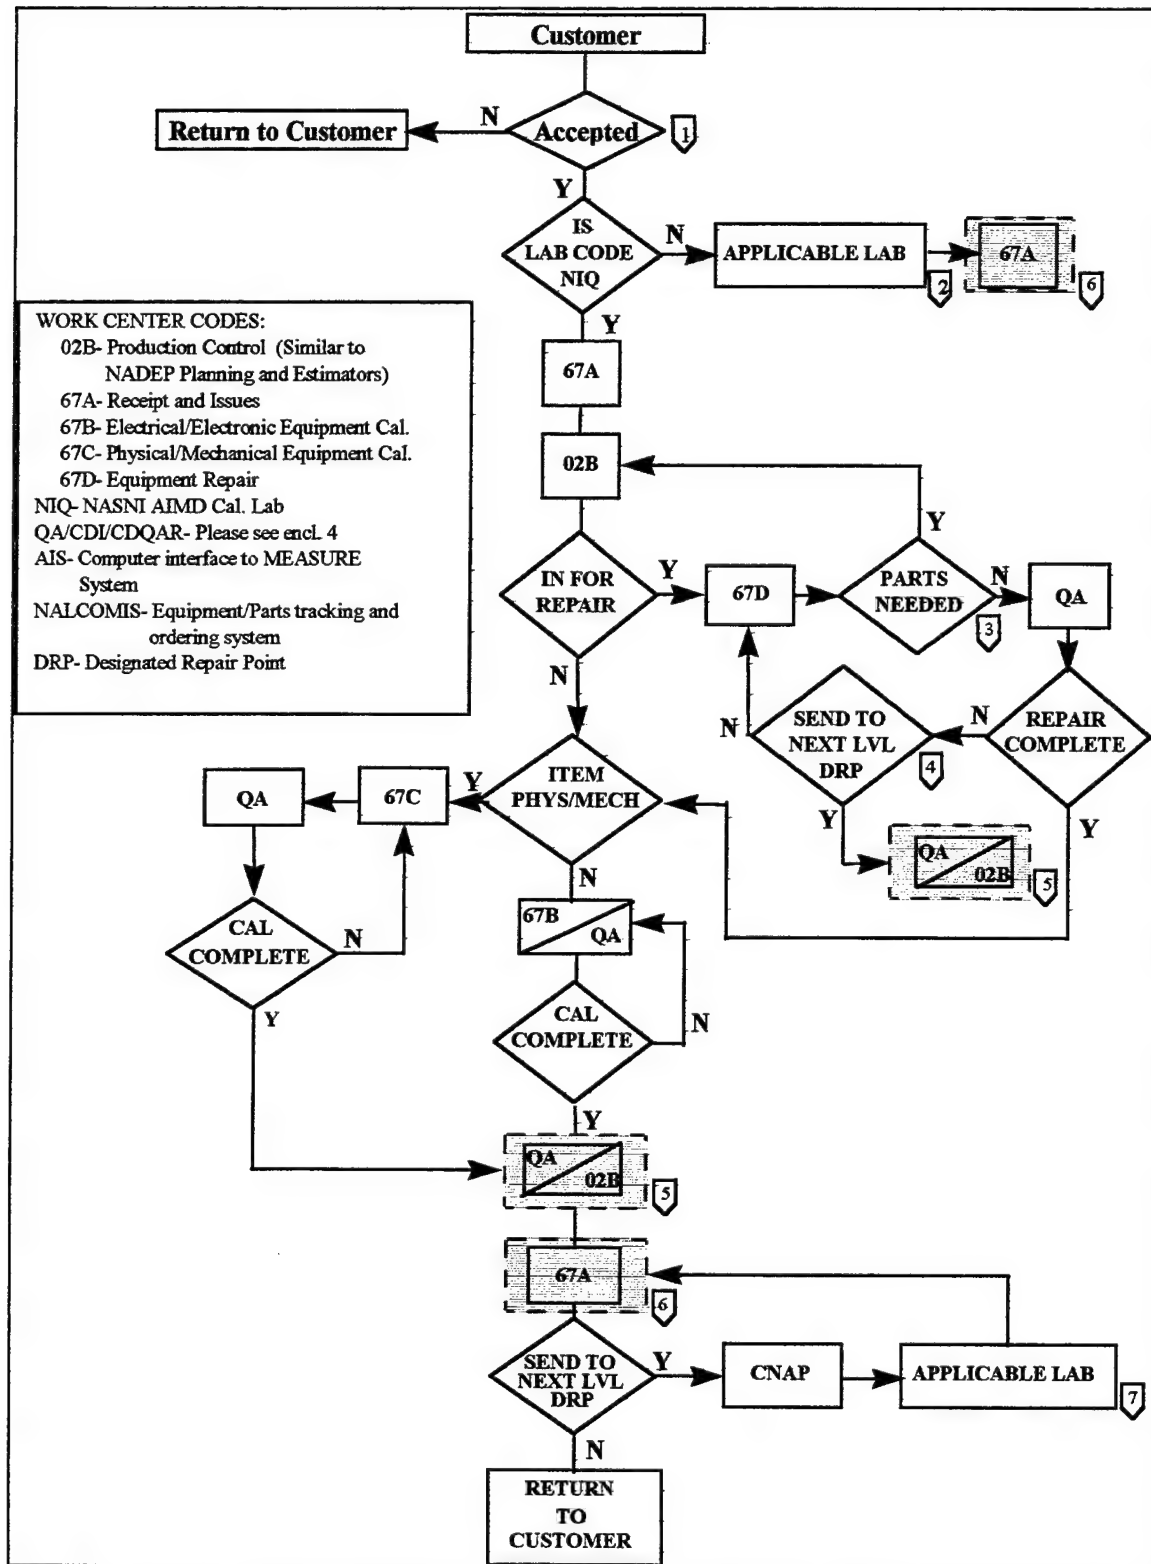 Customer
N
Return to Customer
Accepted
1
Y
IS
LAB CODE
NIQ
N
APPLICABLE LAB
2
67A
6
Y
WORK CENTER CODES:
02B- Production Control (Similar to
NADEP Planning and Estimators)
67A- Receipt and Issues
67B- Electrical/Electronic Equipment Cal.
67C- Physical/Mechanical Equipment Cal.
67D- Equipment Repair
NIQ- NASNI AIMD Cal. Lab
QA/CDI/CDQAR- Please see encl. 4
AIS- Computer interface to MEASURE
System
NALCOMIS- Equipment/Parts tracking and
ordering system
DRP- Designated Repair Point
67A
02B
Y
IN FOR
REPAIR
Y
67D
PARTS
NEEDED
N
3
QA
N
SEND TO
NEXT LVL
DRP
N
4
N
REPAIR
COMPLETE
Y
Y
QA
02B
5
ITEM
PHYS/MECH
Y
67C
QA
N
67B
QA
CAL
COMPLETE
N
Y
CAL
COMPLETE
N
Y
QA
02B
5
67A
6
SEND TO
NEXT LVL
DRP
Y
CNAP
APPLICABLE LAB
7
N
RETURN
TO
CUSTOMER